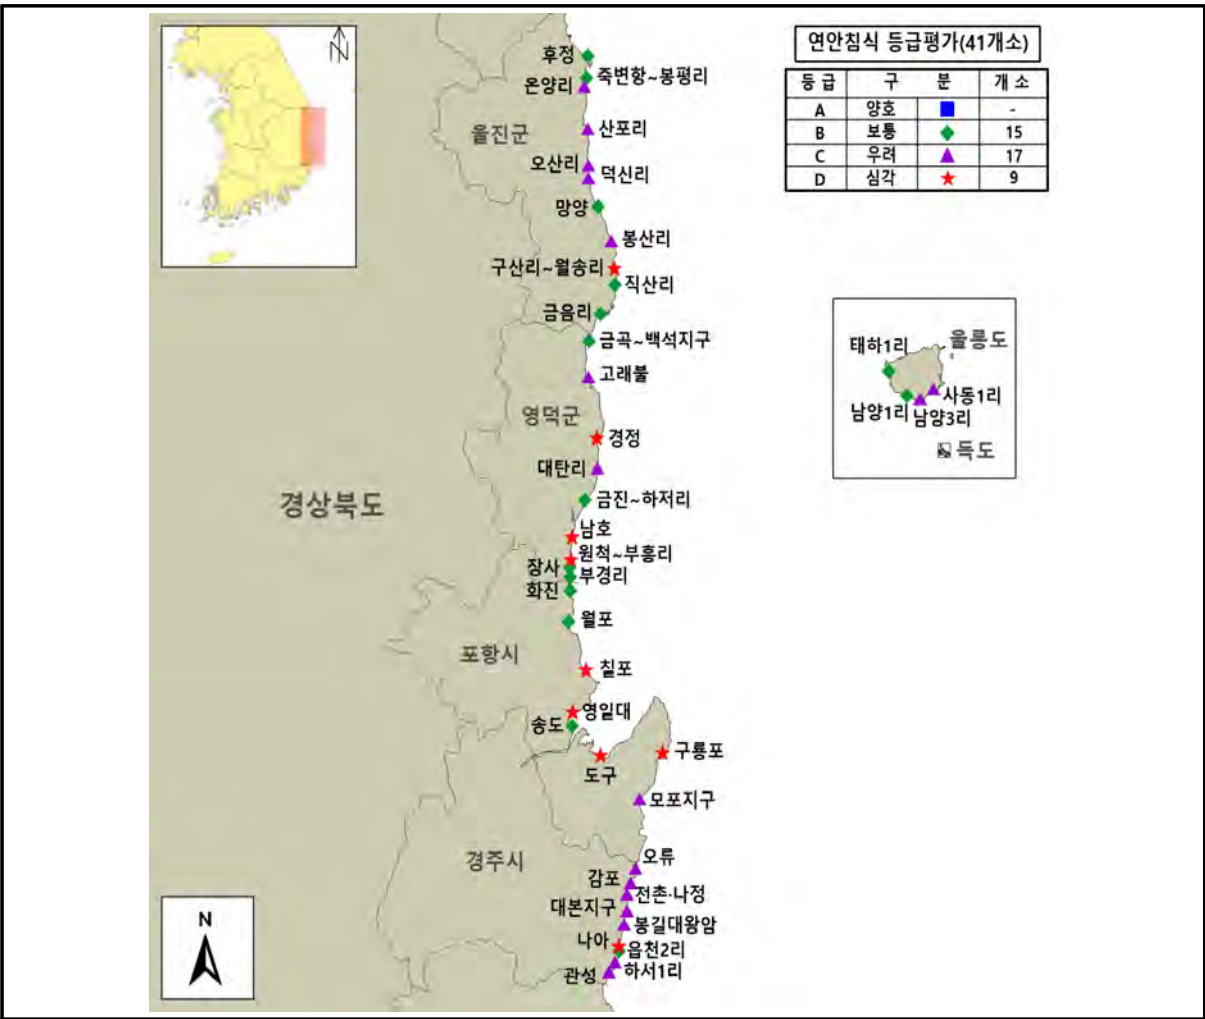 연안침식 등급평가(41개소)
등급 구분 개소
A 양호 -
B 보통 15
C 우려 17
D 심각 9
N
후정
죽변항~봉평리
온양리
울진군
산포리
오산리
덕신리
망양
봉산리
구산리~월송리
직산리
금음리
금곡~백석지구
고래불
영덕군
경정
대탄리
경상북도
금진~하저리
남호
원척~부흥리
장사
부경리
화진
월포
포항시
칠포
영일대
송도
구룡포
도구
모포지구
경주시
오류
감포
전촌·나정
대본지구
봉길대왕암
나아
읍천2리
하서1리
관성
울릉도
태하1리
사동1리
남양1리
남양3리
독도
N